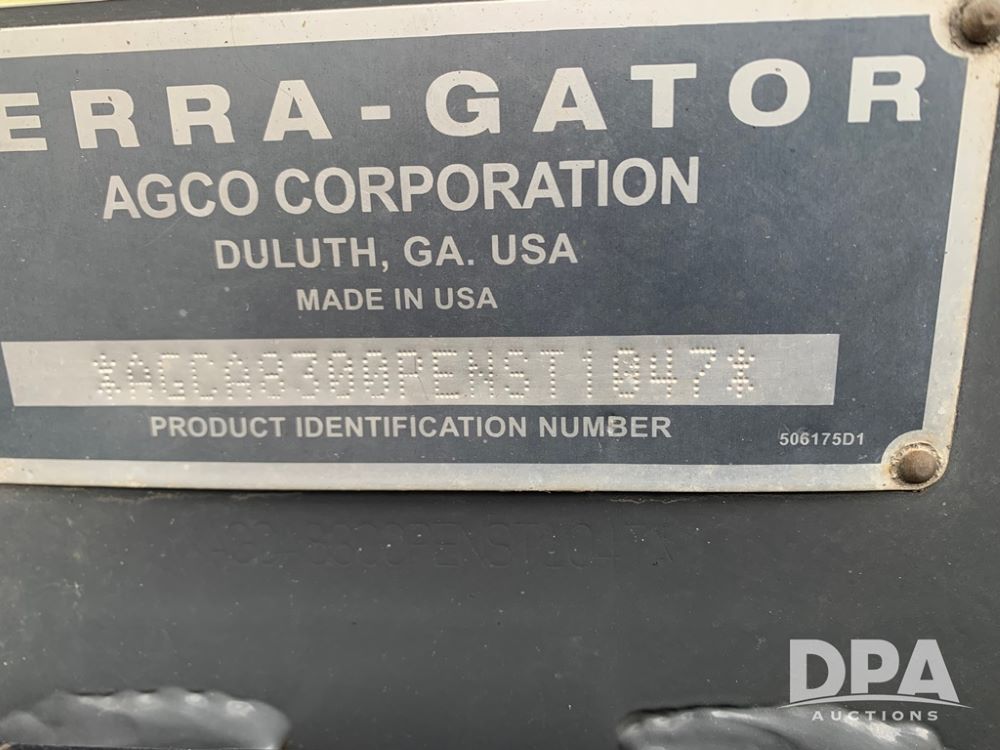 ERRA-GATOR
AGCO CORPORATION
DULUTH, GA. USA
MADE IN USA
*AGCA8300PENST1047*
PRODUCT IDENTIFICATION NUMBER
506175D1
DPA
AUCTIONS